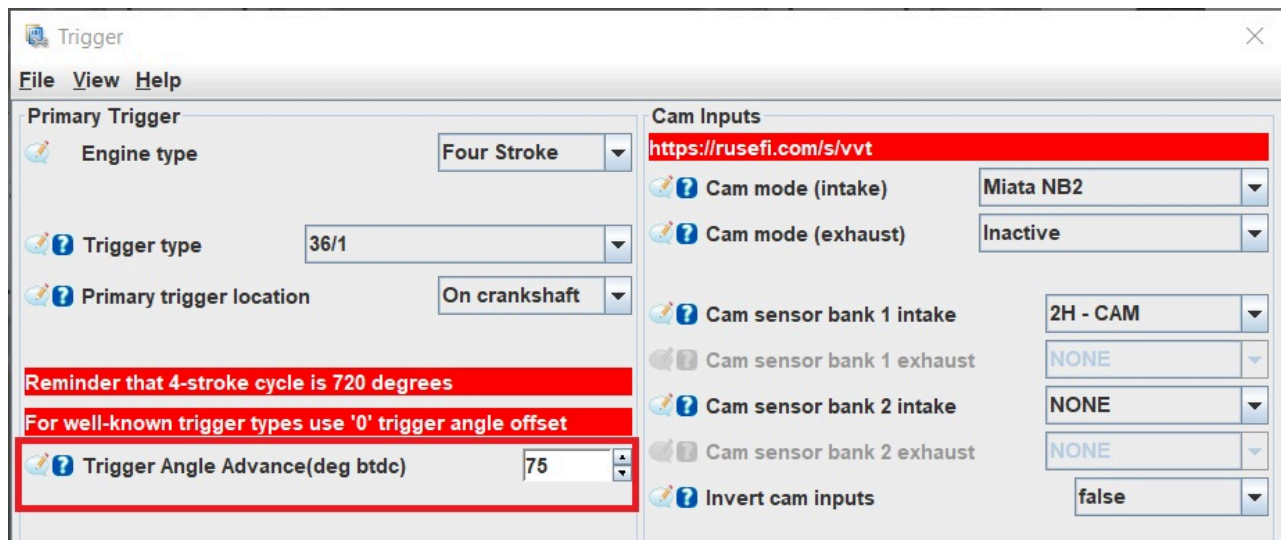 Trigger
File View Help
Primary Trigger
Engine type Four Stroke
Trigger type 36/1
Primary trigger location On crankshaft
Reminder that 4-stroke cycle is 720 degrees
For well-known trigger types use '0' trigger angle offset
Trigger Angle Advance(deg btdc) 75
Cam Inputs
https://rusefi.com/s/vvt
Cam mode (intake) Miata NB2
Cam mode (exhaust) Inactive
Cam sensor bank 1 intake 2H - CAM
Cam sensor bank 1 exhaust NONE
Cam sensor bank 2 intake NONE
Cam sensor bank 2 exhaust NONE
Invert cam inputs false